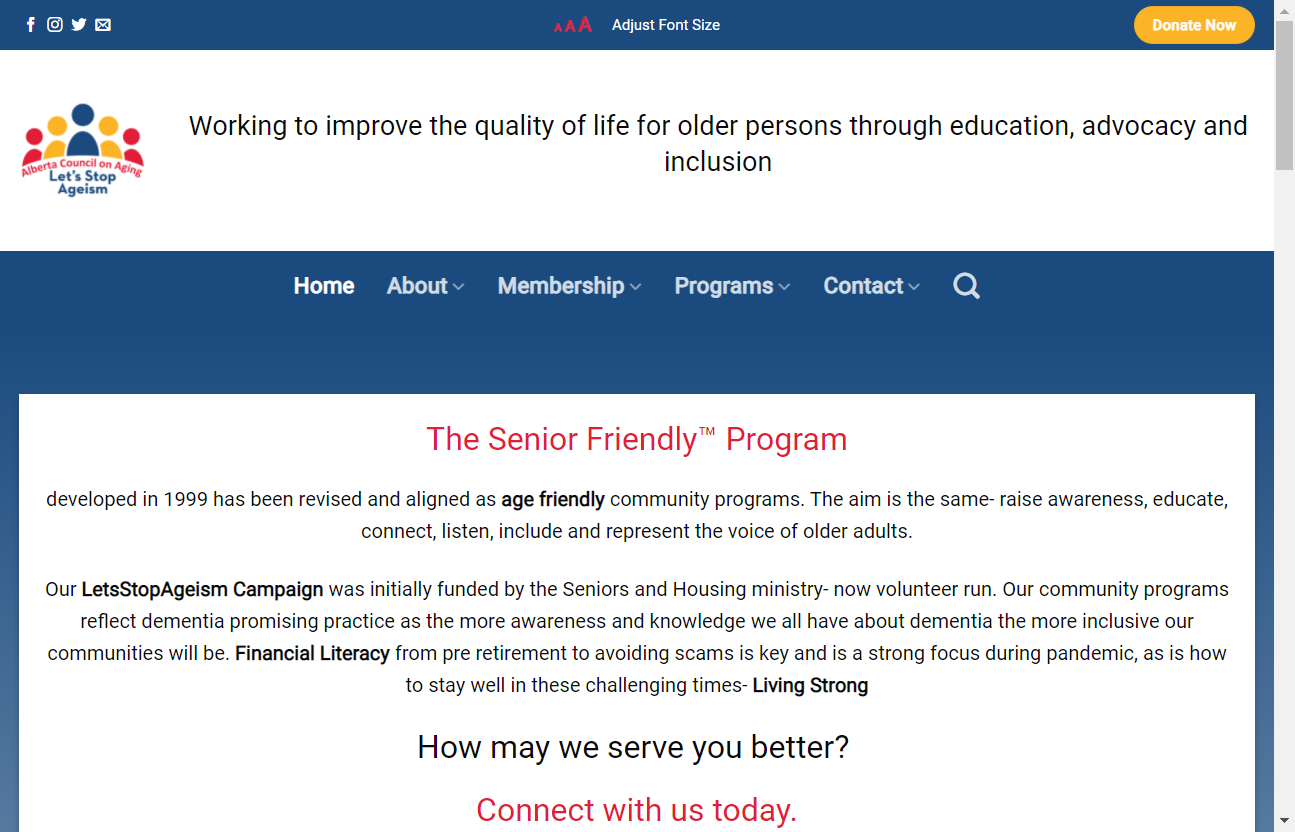 A A A Adjust Font Size
Donate Now
Alberta Council on Aging
Let's Stop
Ageism
Working to improve the quality of life for older persons through education, advocacy and
inclusion
Home About Membership Programs Contact
The Senior Friendly™ Program
developed in 1999 has been revised and aligned as age friendly community programs. The aim is the same- raise awareness, educate,
connect, listen, include and represent the voice of older adults.
Our LetsStopAgeism Campaign was initially funded by the Seniors and Housing ministry- now volunteer run. Our community programs
reflect dementia promising practice as the more awareness and knowledge we all have about dementia the more inclusive our
communities will be. Financial Literacy from pre retirement to avoiding scams is key and is a strong focus during pandemic, as is how
to stay well in these challenging times- Living Strong
How may we serve you better?
Connect with us today.